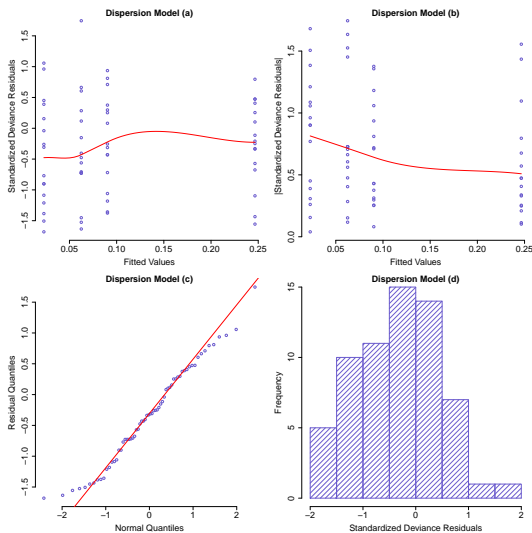 Dispersion Model (a)
Standardized Deviance Residuals
1.5
1.0
0.5
0.0
−0.5
−1.0
−1.5
0.05 0.10 0.15 0.20 0.25
Fitted Values
Dispersion Model (b)
|Standardized Deviance Residuals|
1.5
1.0
0.5
0.0
0.05 0.10 0.15 0.20 0.25
Fitted Values
Dispersion Model (c)
Residual Quantiles
1.5
1.0
0.5
0.0
−0.5
−1.0
−1.5
−2 −1 0 1 2
Normal Quantiles
Dispersion Model (d)
Frequency
15
10
5
0
−2 −1 0 1 2
Standardized Deviance Residuals